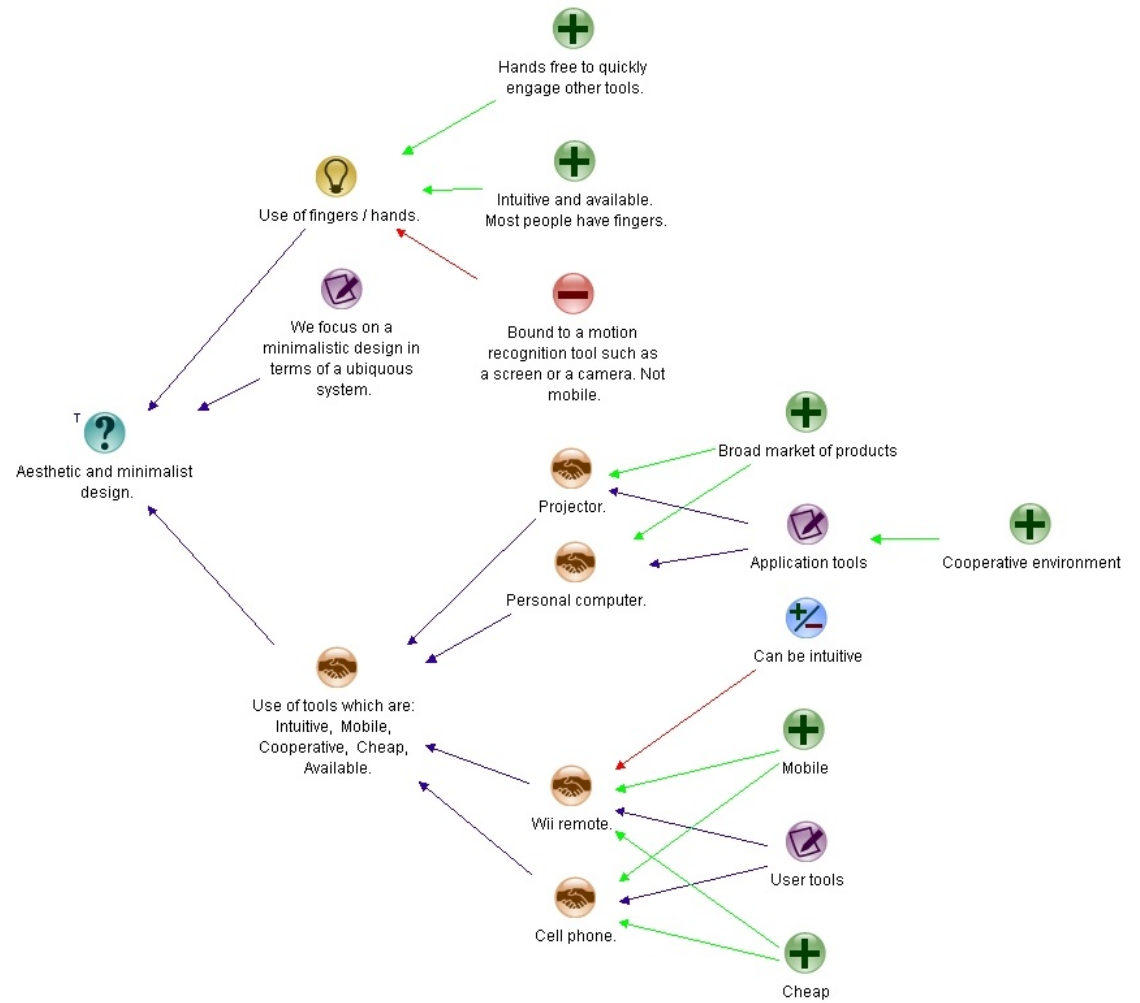 Hands free to quickly
engage other tools.
Intuitive and available.
Most people have fingers.
Use of fingers / hands.
We focus on a
minimalistic design in
terms of a ubiquous
system.
Bound to a motion
recognition tool such as
a screen or a camera. Not
mobile.
T
Aesthetic and minimalist
design.
Broad market of products
Projector.
Application tools
Cooperative environment
Personal computer.
Can be intuitive
Use of tools which are:
Intuitive, Mobile,
Cooperative, Cheap,
Available.
Mobile
Wii remote.
User tools
Cell phone.
Cheap